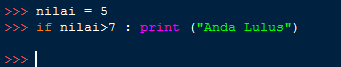 >>> nilai = 5
>>> if nilai>7 : print ("Anda Lulus")
>>>